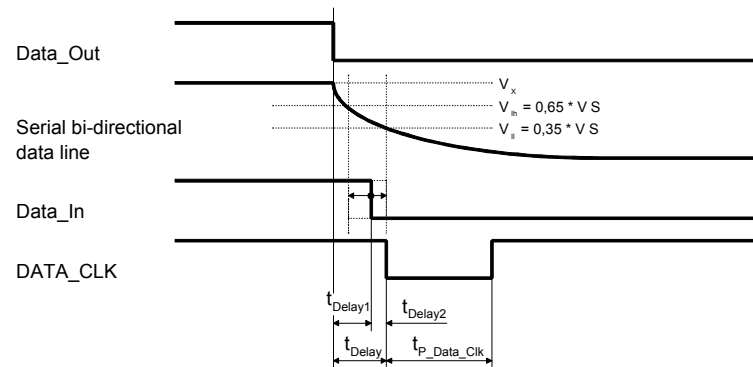 Data_Out
V x
V Ih = 0,65 * V S
V Il = 0,35 * V S
Serial bi-directional
data line
Data_In
DATA_CLK
t Delay1
t Delay2
t Delay
t P_Data_Clk